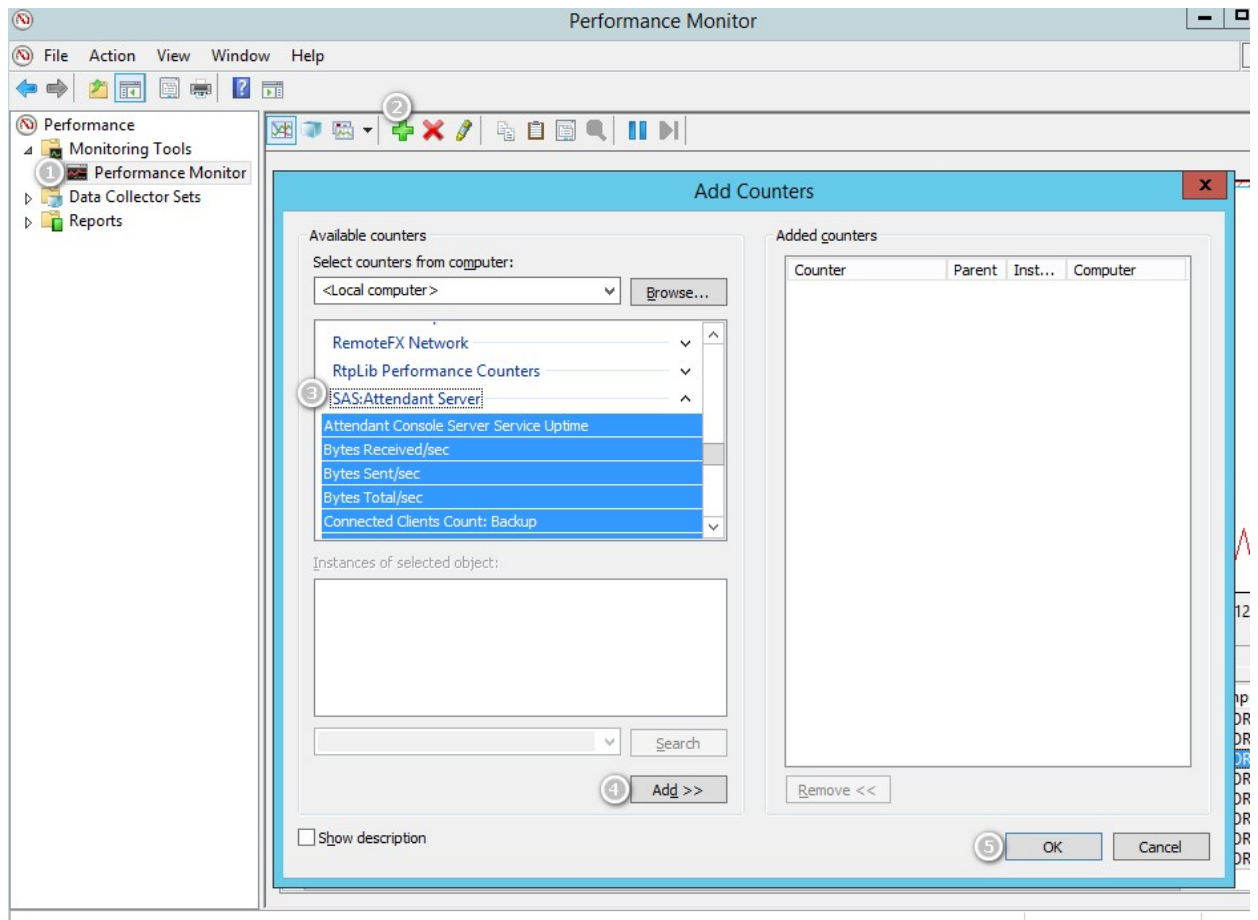 Performance Monitor
File Action View Window Help
2
Performance
Monitoring Tools
1
Performance Monitor
Data Collector Sets
Reports
Add Counters
x
Available counters
Select counters from computer:
<Local computer>
Browse...
RemoteFX Network
RtpLib Performance Counters
3
SAS:Attendant Server
Attendant Console Server Service Uptime
Bytes Received/sec
Bytes Sent/sec
Bytes Total/sec
Connected Clients Count: Backup
Instances of selected object:
Search
4
Add >>
Show description
Added counters
Counter Parent Inst... Computer
Remove <<
5
OK Cancel
12